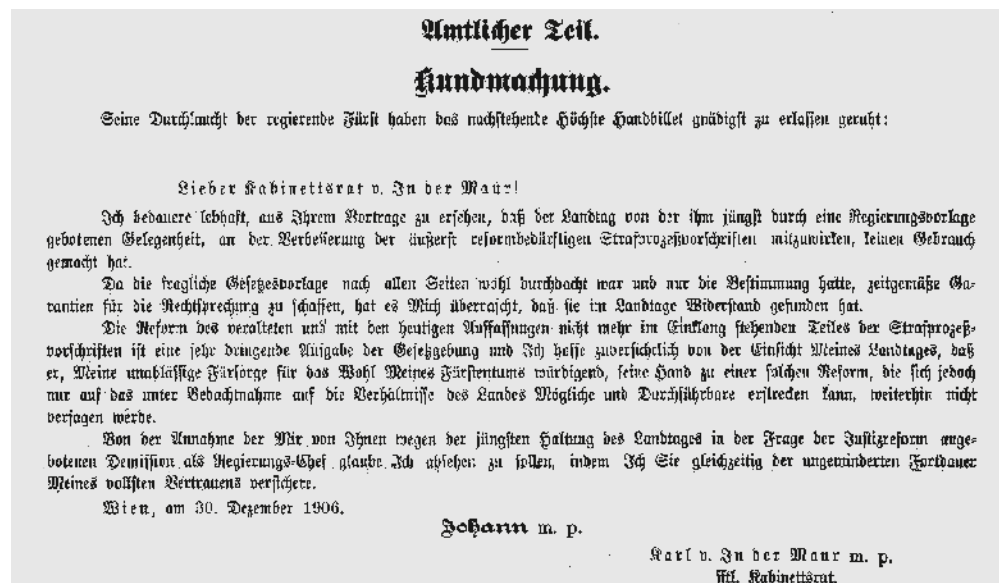 Amtlicher Teil.
Kundmachung.
Seine Durchlaucht der regierende Fürst haben das nachstehende Höchste Handbillet gnädigst zu erlassen geruht:
Lieber Kabinettsrat v. In der Maur!
Ich bedauere lebhaft, aus Ihrem Vortrage zu ersehen, daß der Landtag von der ihm jüngst durch eine Regierungsvorlage
gebotenen Gelegenheit, an der Verbesserung der äußerst reformbedürftigen Strafprozeßvorschriften mitzuwirken, keinen Gebrauch
gemacht hat.
Da die fragliche Gesetzesvorlage nach allen Seiten wohl durchdacht war und nur die Bestimmung hatte, zeitgemäße Ga-
rantien für die Rechtsprechung zu schaffen, hat es Mich überrascht, daß sie im Landtage Widerstand gefunden hat.
Die Reform des veralteten und mit den heutigen Auffassungen nicht mehr im Einklang stehenden Teiles der Strafprozeß-
vorschriften ist eine sehr dringende Aufgabe der Gesetzgebung und Ich hoffe zuversichtlich von der Einsicht Meines Landtages, daß
er, Meine unablässige Fürsorge für das Wohl Meines Fürstentums würdigend, seine Hand zu einer solchen Reform, die sich jedoch
nur auf das unter Bedachtnahme auf die Verhältnisse des Landes Mögliche und Durchführbare erstrecken kann, weiterhin nicht
versagen werde.
Von der Annahme der Mir von Ihnen wegen der jüngsten Haltung des Landtages in der Frage der Justizreform ange-
botenen Demission als Regierungs-Chef glaube Ich absehen zu sollen, indem Ich Sie gleichzeitig der ungeminderten Fortdauer
Meines vollsten Vertrauens versichere.
Wien, am 30. Dezember 1906.
Johann m. p.
Karl v. In der Maur m. p.
fstl. Kabinettsrat.